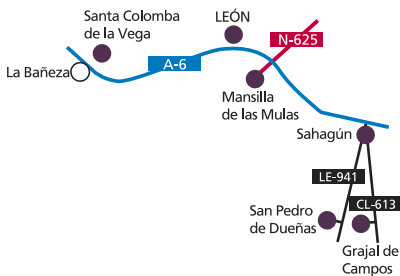 Santa Colomba
de la Vega
LEÓN
N-625
La Bañeza
A-6
Mansilla
de las Mulas
Sahagún
LE-941
CL-613
San Pedro
de Dueñas
Grajal de
Campos